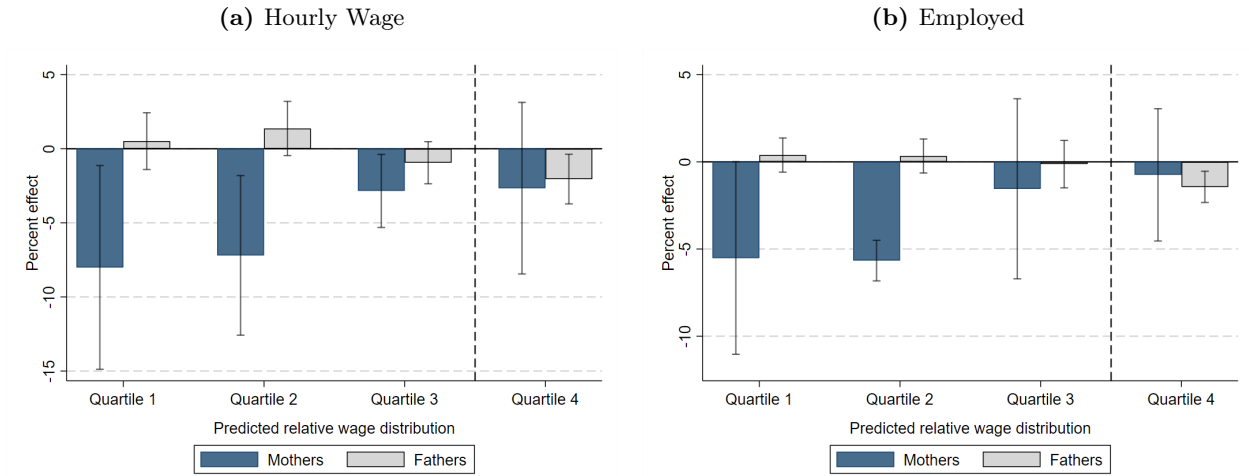 (a) Hourly Wage
Percent effect
5
0
-5
-10
-15
Quartile 1 Quartile 2 Quartile 3 Quartile 4
Predicted relative wage distribution
Mothers Fathers
(b) Employed
Percent effect
5
0
-5
-10
Quartile 1 Quartile 2 Quartile 3 Quartile 4
Predicted relative wage distribution
Mothers Fathers